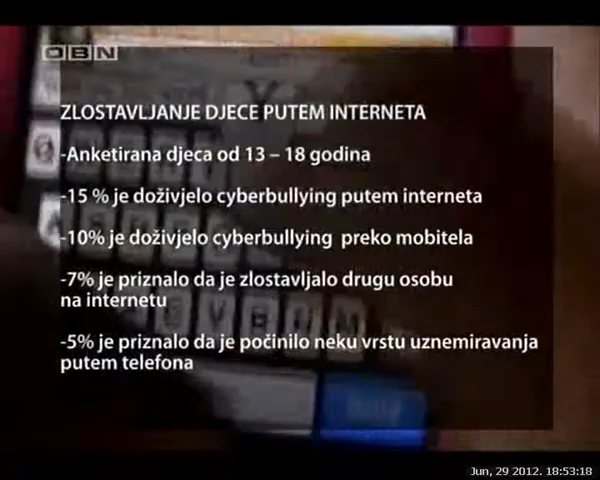 OBN
ZLOSTAVLJANJE DJECE PUTEM INTERNETA
-Anketirana djeca od 13 – 18 godina
-15 % je doživjelo cyberbullying putem interneta
-10% je doživjelo cyberbullying preko mobitela
-7% je priznalo da je zlostavljalo drugu osobu
na internetu
-5% je priznalo da je počinilo neku vrstu uznemiravanja
putem telefona
Jun, 29 2012. 18:53:18